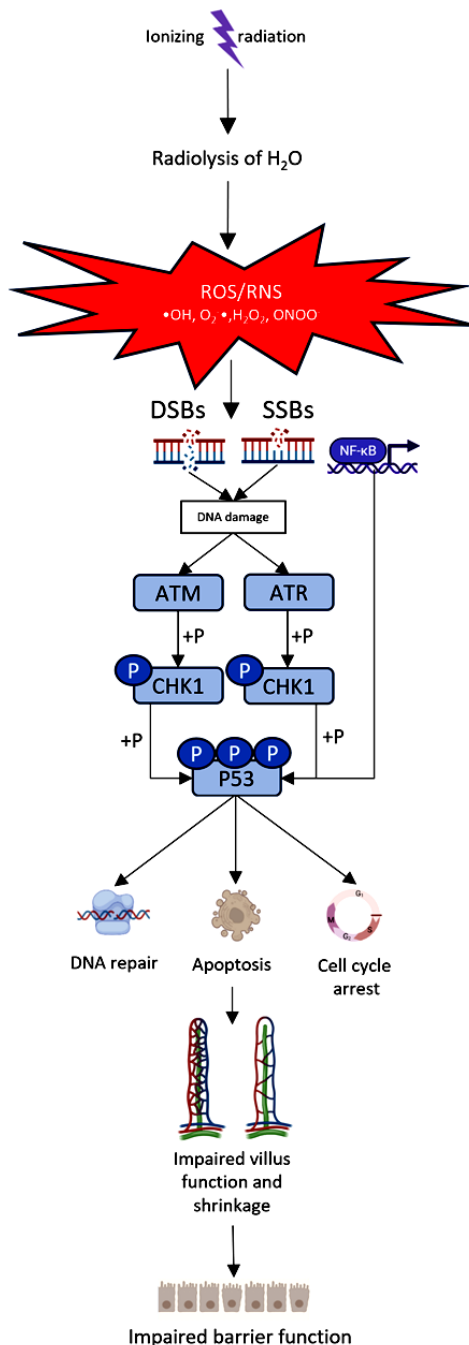 Ionizing radiation
Radiolysis of H₂O
ROS/RNS
•OH, O₂ •,H₂O₂, ONOO⁻
DSBs SSBs
NF-κB
DNA damage
ATM ATR
+P +P
P P
CHK1 CHK1
+P +P
P P P
P53
G₁
M S
G₂
DNA repair Apoptosis Cell cycle
arrest
Impaired villus
function and
shrinkage
Impaired barrier function